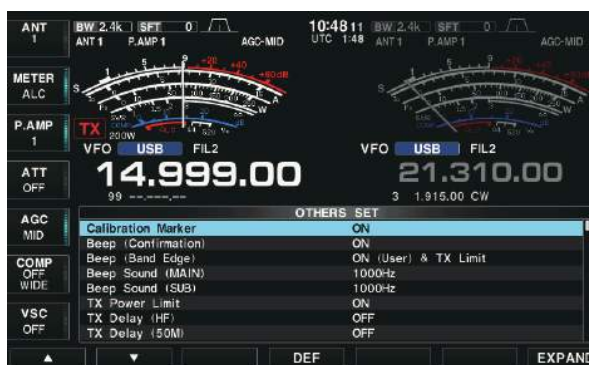 ANT
1
BW 2.4k SFT 0
10:48 11
BW 2.4k SFT 0
ANT 1 P.AMP 1 AGC-MID
UTC 1:48
ANT 1 P.AMP 1 AGC-MID
METER
ALC
S 5 9 +20 +40 +60dB
P.AMP
1
TX
200W
VFO USB FIL2
VFO USB FIL2
ATT
OFF
14.999.00
21.310.00
99 --.---.--
3 1.915.00 CW
AGC
MID
OTHERS SET
Calibration Marker ON
Beep (Confirmation) ON
Beep (Band Edge) ON (User) & TX Limit
Beep Sound (MAIN) 1000Hz
Beep Sound (SUB) 1000Hz
TX Power Limit ON
TX Delay (HF) OFF
TX Delay (50M) OFF
COMP
OFF
WIDE
VSC
OFF
▲ ▼ DEF EXPAND